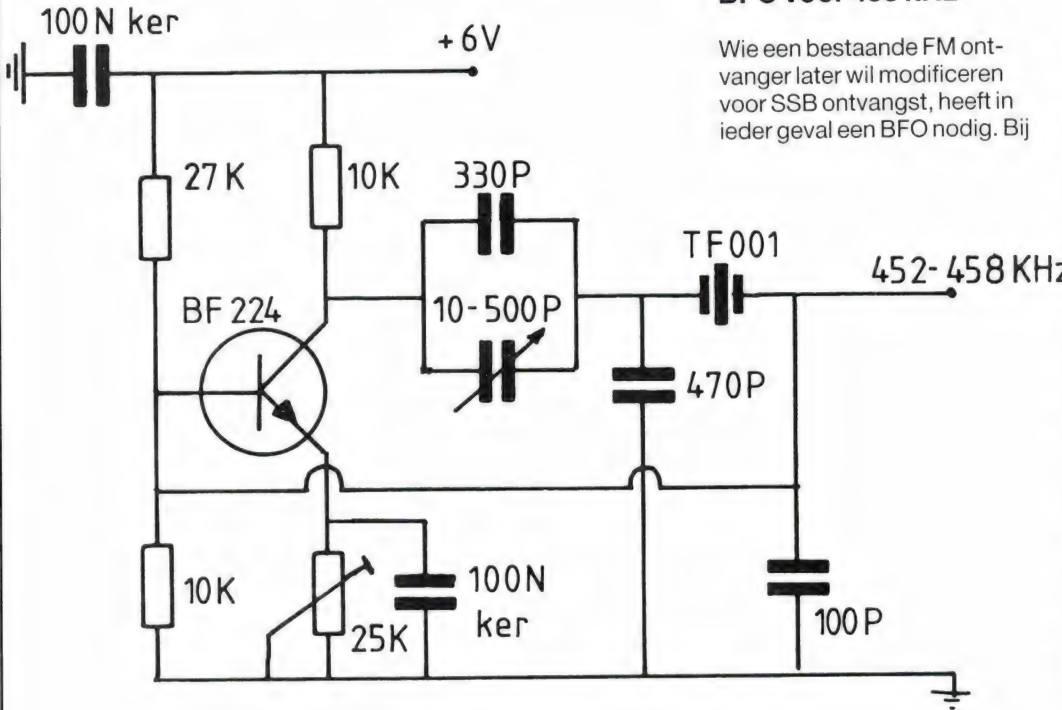 100N ker
+6V
27K
10K
330P
TF001
452-458 KHz
10-500P
BF 224
470P
10K
25K
100N
ker
100P
Wie een bestaande FM ont-
vanger later wil modificeren
voor SSB ontvangst, heeft in
ieder geval een BFO nodig. Bij